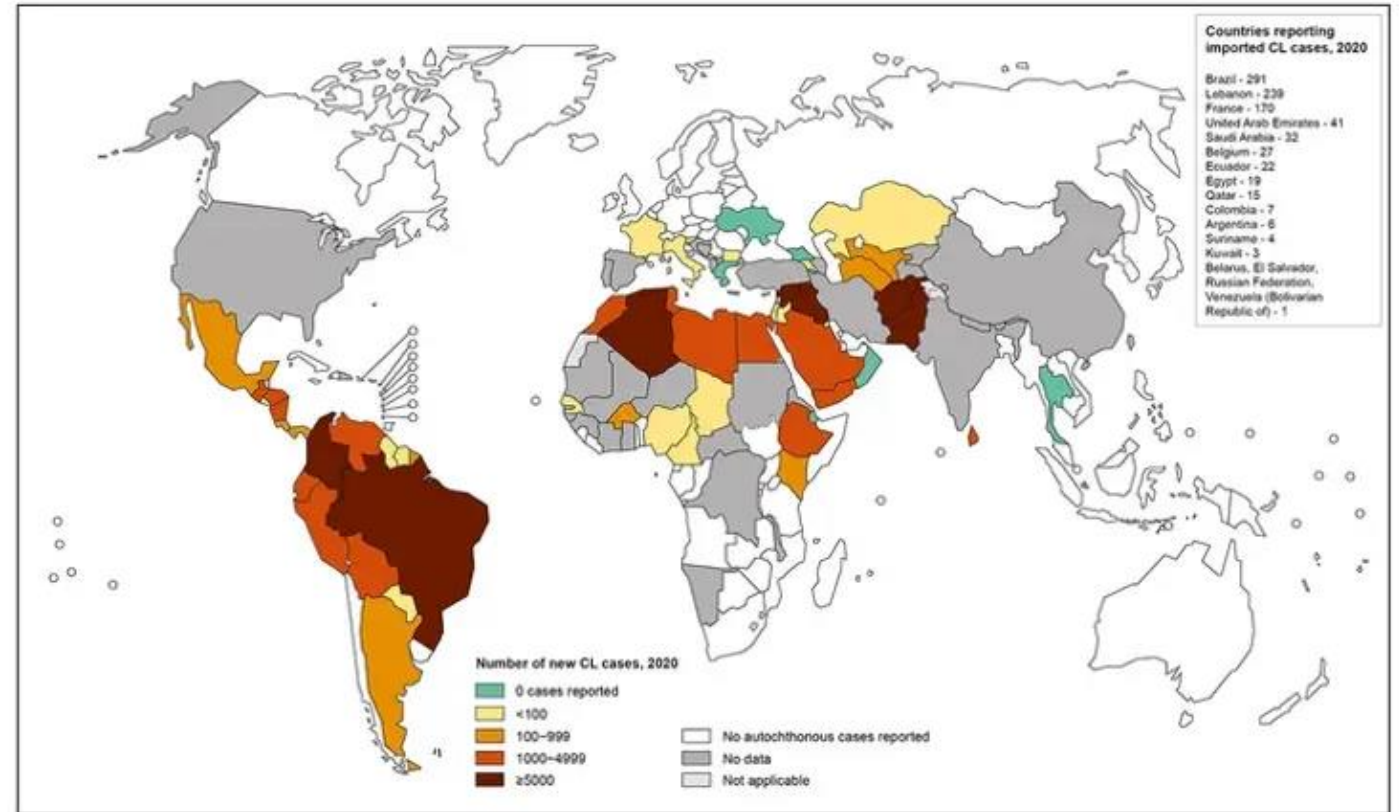 Countries reporting
imported CL cases, 2020
Brazil - 291
Lebanon - 239
France - 170
United Arab Emirates - 41
Saudi Arabia - 32
Belgium - 27
Ecuador - 22
Egypt - 19
Qatar - 15
Colombia - 7
Argentina - 6
Suriname - 4
Kuwait - 3
Belarus, El Salvador,
Russian Federation,
Venezuela (Bolivarian
Republic of) - 1
Number of new CL cases, 2020
0 cases reported
<100
100–999
1000–4999
≥5000
No autochthonous cases reported
No data
Not applicable